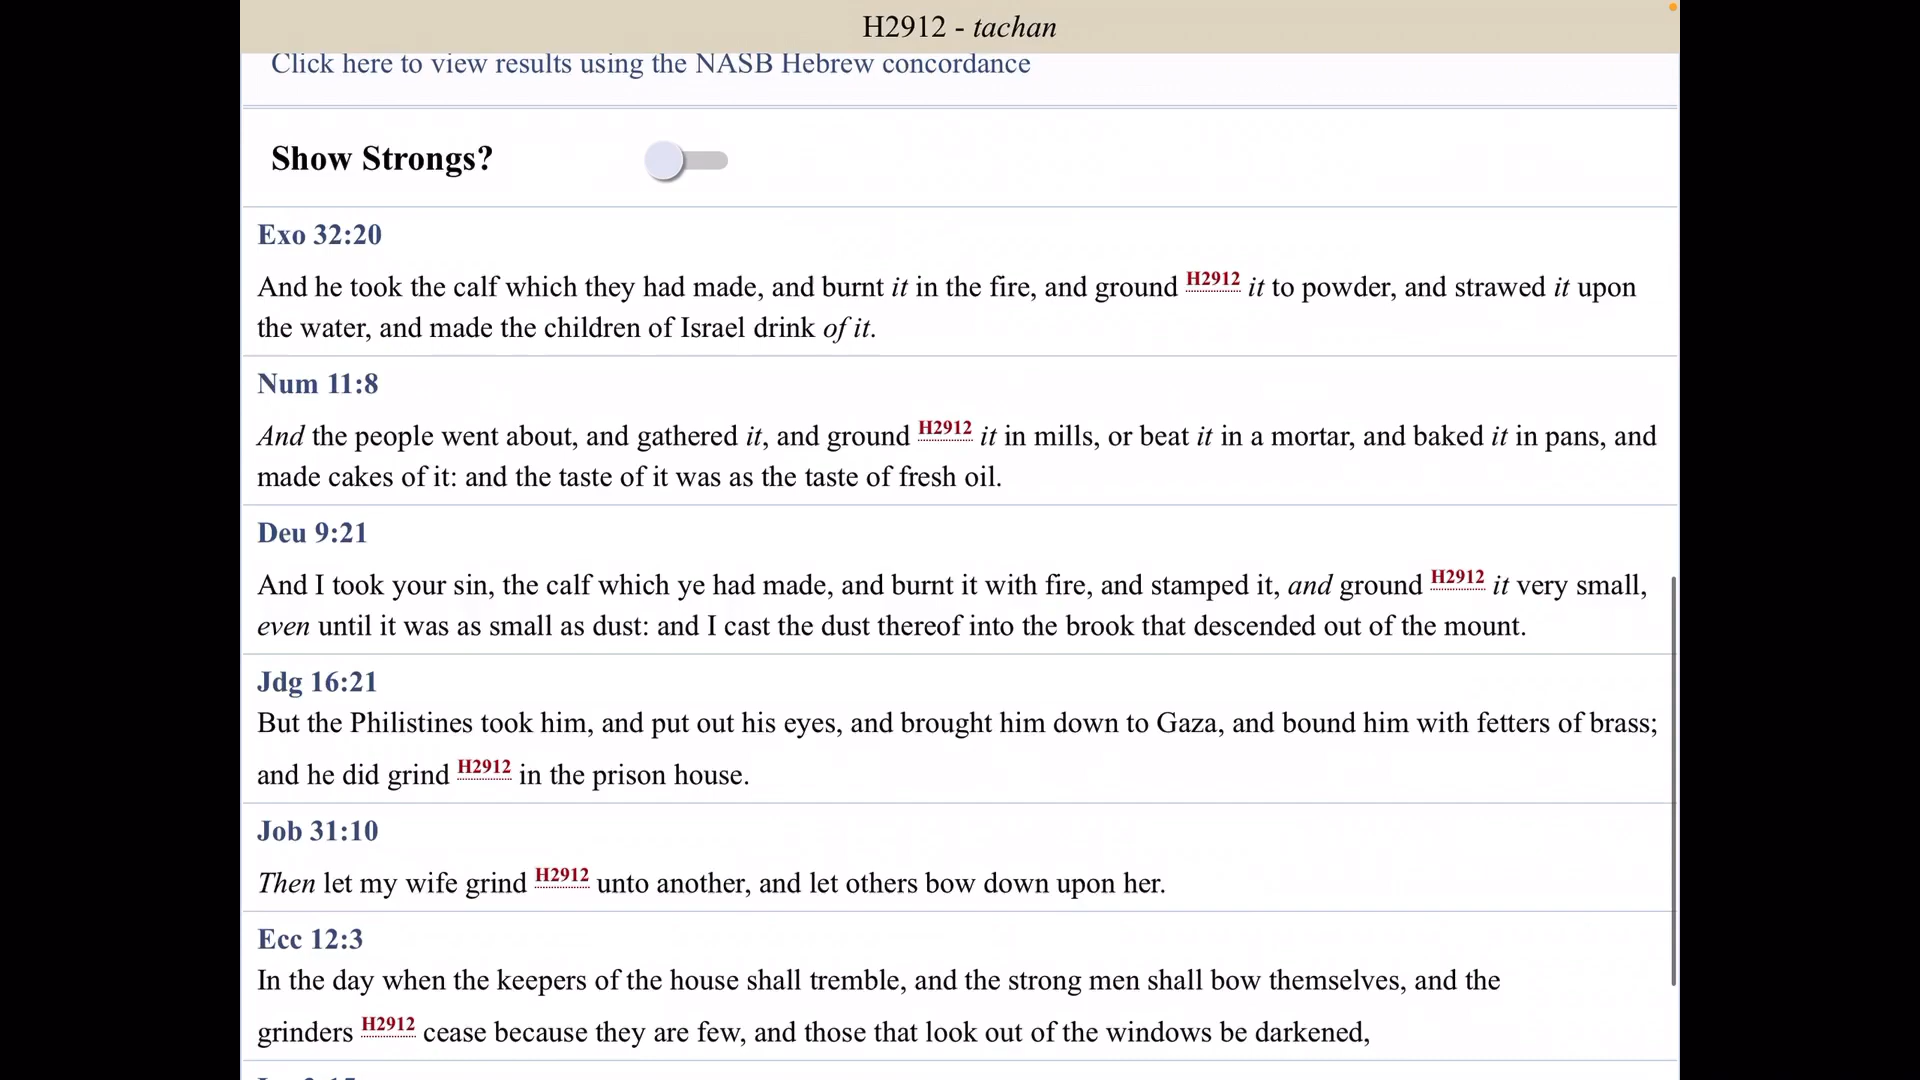 H2912 - tachan
Click here to view results using the NASB Hebrew concordance
Show Strongs?
Exo 32:20
And he took the calf which they had made, and burnt it in the fire, and ground H2912 it to powder, and strawed it upon
the water, and made the children of Israel drink of it.
Num 11:8
And the people went about, and gathered it, and ground H2912 it in mills, or beat it in a mortar, and baked it in pans, and
made cakes of it: and the taste of it was as the taste of fresh oil.
Deu 9:21
And I took your sin, the calf which ye had made, and burnt it with fire, and stamped it, and ground H2912 it very small,
even until it was as small as dust: and I cast the dust thereof into the brook that descended out of the mount.
Jdg 16:21
But the Philistines took him, and put out his eyes, and brought him down to Gaza, and bound him with fetters of brass;
and he did grind H2912 in the prison house.
Job 31:10
Then let my wife grind H2912 unto another, and let others bow down upon her.
Ecc 12:3
In the day when the keepers of the house shall tremble, and the strong men shall bow themselves, and the
grinders H2912 cease because they are few, and those that look out of the windows be darkened,